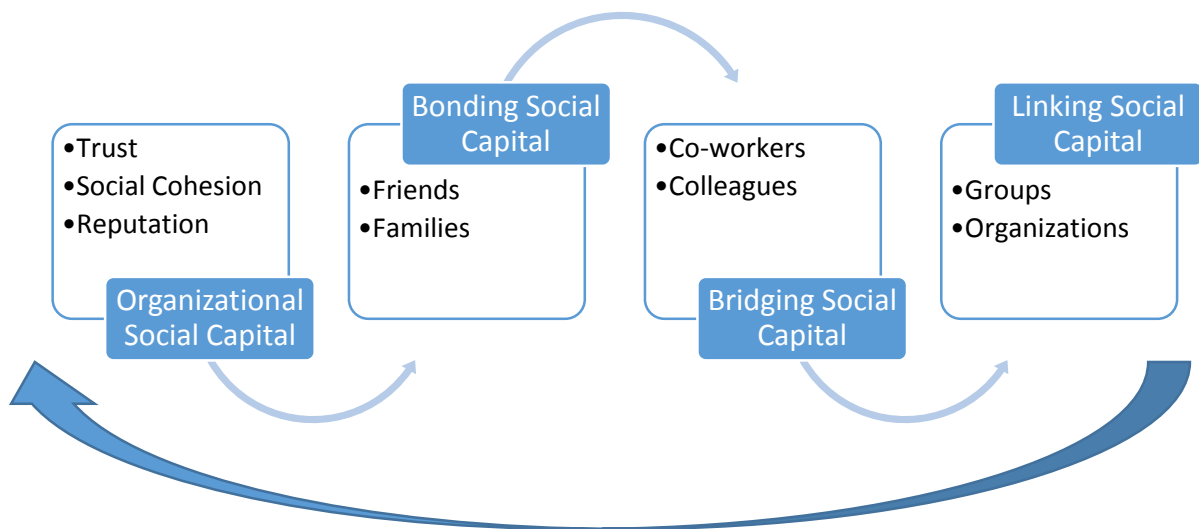 •Trust
•Social Cohesion
•Reputation
Organizational
Social Capital
Bonding Social
Capital
•Friends
•Families
•Co-workers
•Colleagues
Bridging Social
Capital
Linking Social
Capital
•Groups
•Organizations